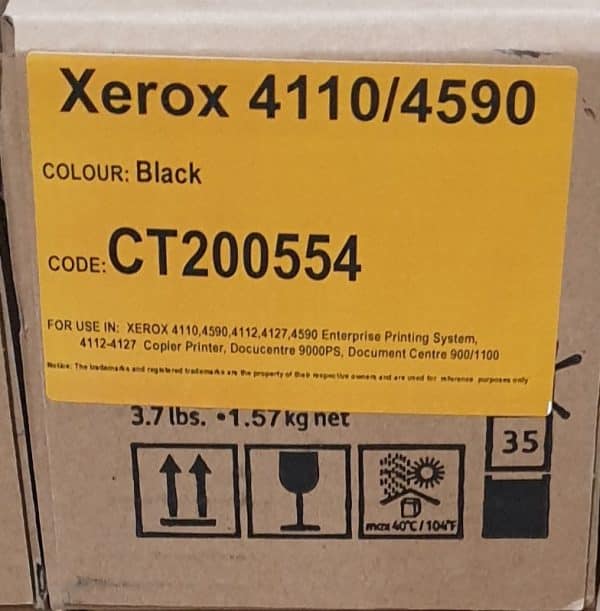 Xerox 4110/4590
COLOUR: Black
CODE: CT200554
FOR USE IN: XEROX 4110,4590,4112,4127,4590 Enterprise Printing System,
4112-4127 Copier Printer, Docucentre 9000PS, Document Centre 900/1100
Notice: The trademarks and registered trademarks are the property of their respective owners and are used for reference purposes only
3.7 lbs. •1.57 kg net
35
max 40°C / 104°F